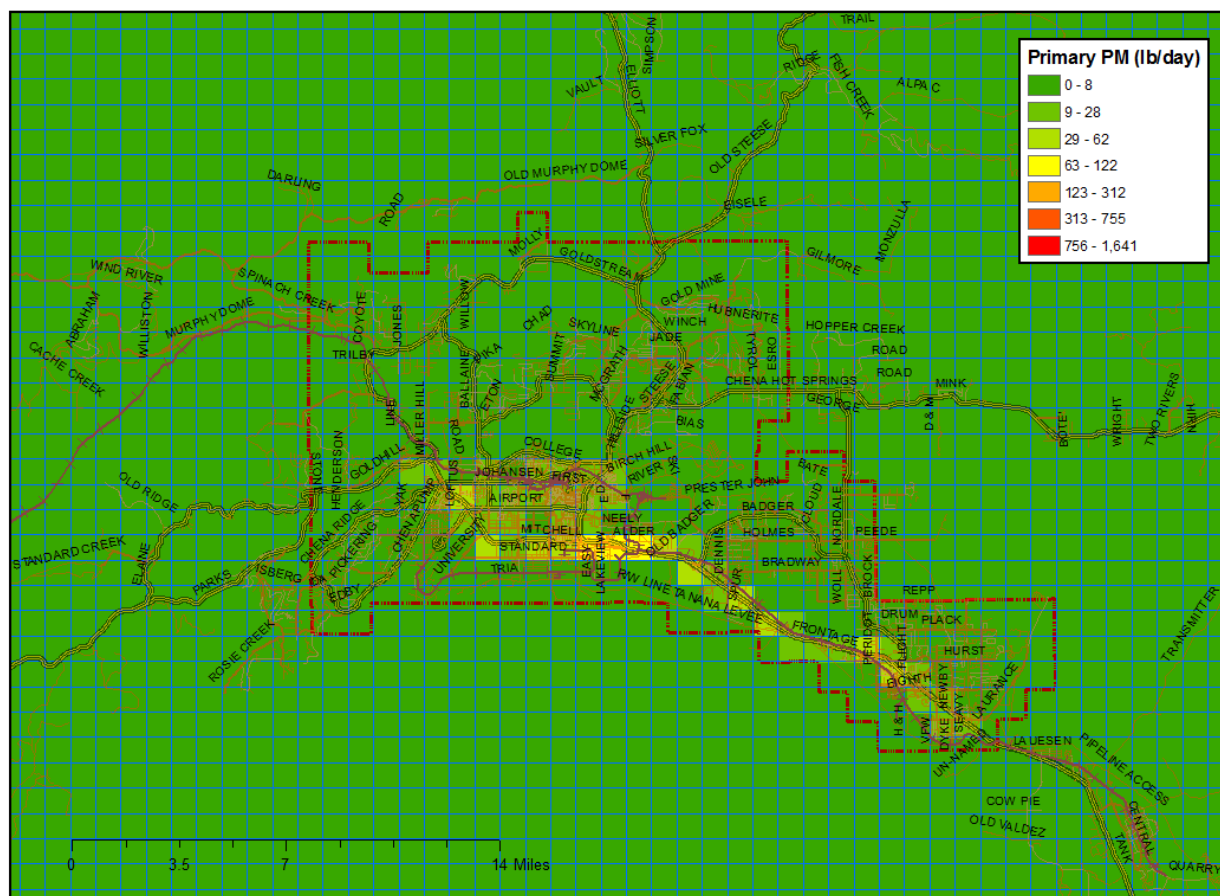 TRAIL
SIMPSON
ELLIOTT
RIDGE
FISH CREEK
VAULT
ALPA C
Primary PM (lb/day)
0 - 8
9 - 28
29 - 62
63 - 122
123 - 312
313 - 755
756 - 1,641
SILVER FOX
OLD STEESE
OLD MURPHY DOME
DARLING
ROAD
EISELE
MONZULLA
MOLLY
GOLDSTREAM
GILMORE
WIND RIVER
SPINACH CREEK
ABRAHAM
WILLISTON
MURPHY DOME
COYOTE
JONES
WILLOW
GOLD MINE
HUBNERITE
CHAD
SKYLINE
WINCH
HOPPER CREEK
JADE
TYROL
ESRO
ROAD
CACHE CREEK
TRILBY
PIKA
SUMMIT
MCGRATH
STEESE
FABIAN
ROAD
BALLAINE
ETON
CHENA HOT SPRINGS
MINK
GEORGE
D & M
BOTE'
WRIGHT
TWO RIVERS
HIRN
LINE
MILLER HILL
ROAD
HILLSIDE
BIAS
COLLEGE
BIRCH HILL
HENDERSON
GOLDHILL
LOFTUS
JOHANSEN
FIRST
RIVER
SKI
BATE
OLD RIDGE
YAK
AIRPORT
PRESTER JOHN
CHENA RIDGE
CHENA PUMP
BADGER
CLOUD
NORDALE
NEELY
MITCHELL
ALDER
OLD BADGER
HOLMES
PEEDE
STANDARD CREEK
ELAINE
PICKERING
UNIVERSITY
STANDARD
EAST
LAKEVIEW
DENNIS
BRADWAY
PARKS
ISBERG
TRIA
RW LINE
TANANA LEVEE
SPUR
WOLL
BROCK
REPP
EDBY
DRUM
PLACK
TRANSMITTER
ROSIE CREEK
FRONTAGE
PERIDOT
FLIGHT
HURST
EIGHTH
H & H
VFW
DYKE
NEWBY
SEAVY
LAURANCE
UN-NAMED
LAUESEN
PIPELINE ACCESS
COW PIE
OLD VALDEZ
CENTRAL
TANK
QUARRY
0 3.5 7 14 Miles